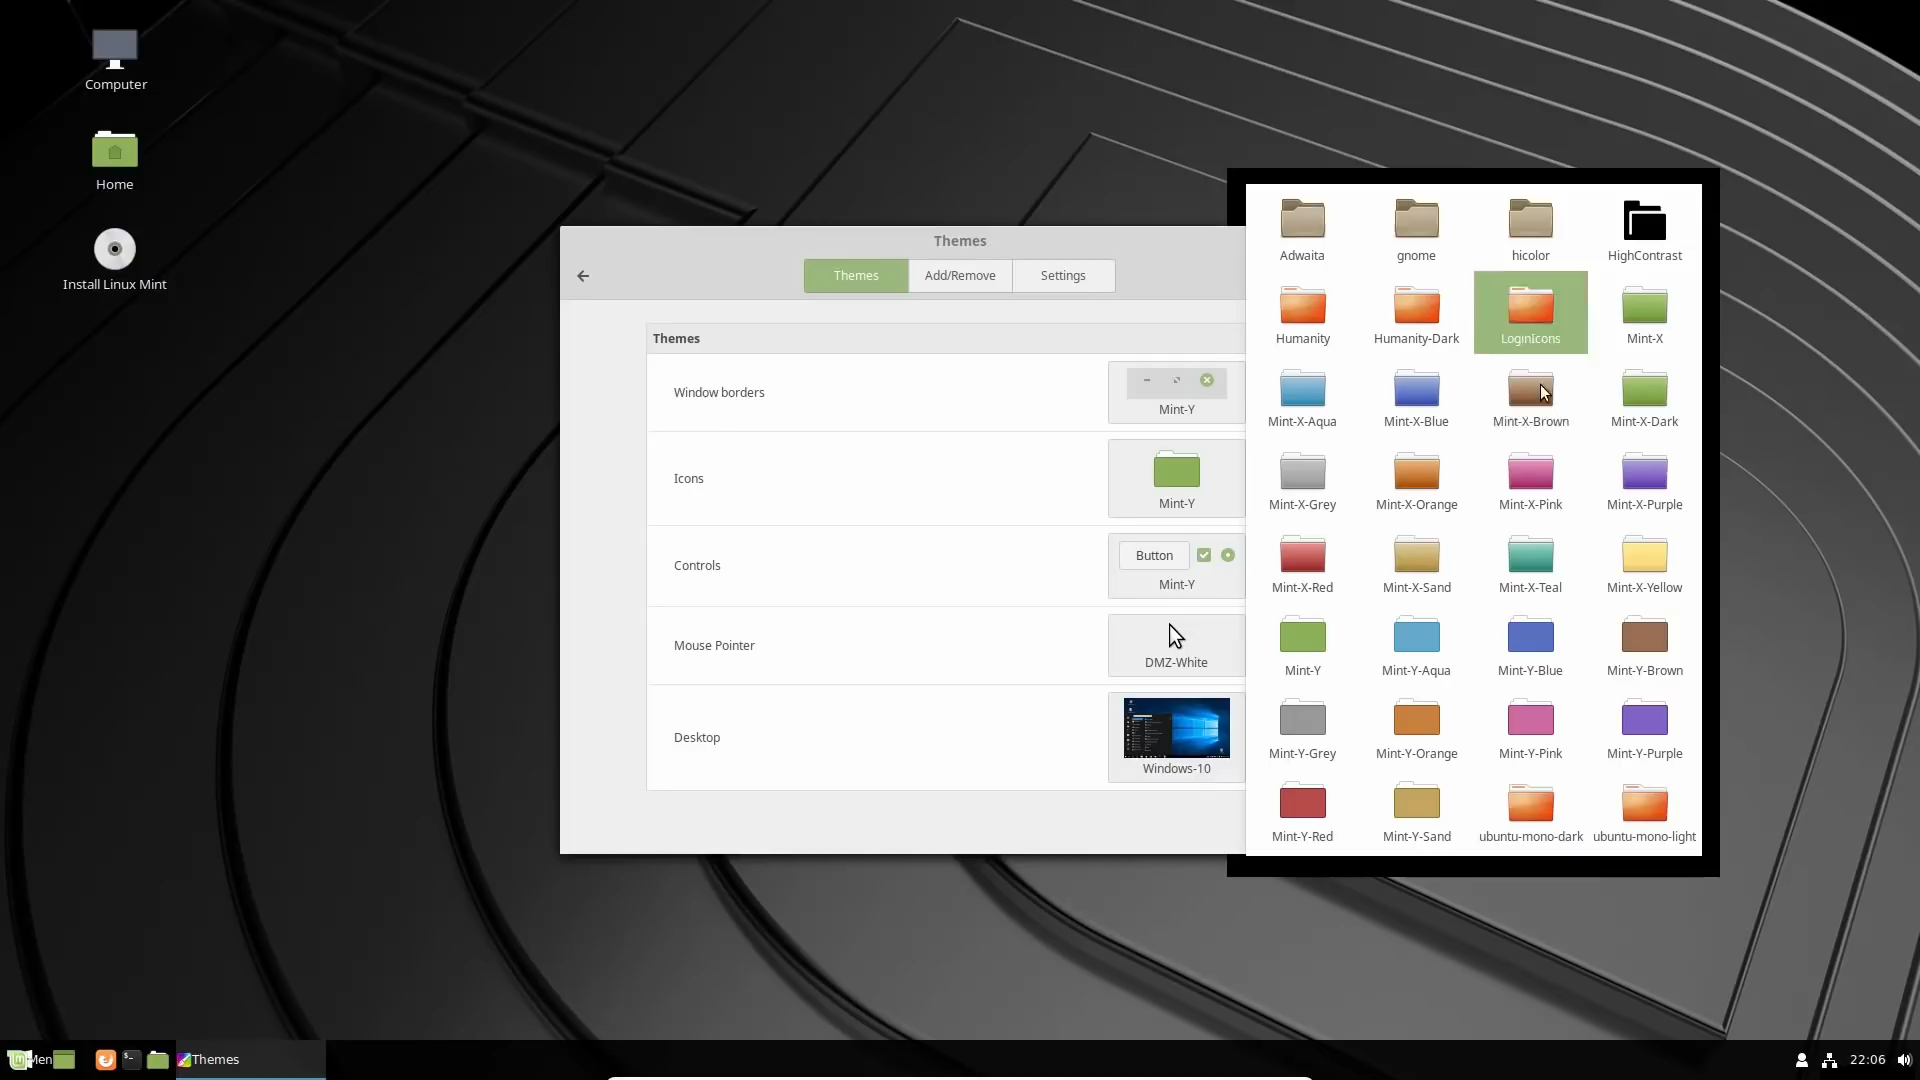 Computer
Home
Install Linux Mint
Themes
Themes
Add/Remove
Settings
Themes
Window borders
Mint-Y
Icons
Mint-Y
Controls
Button
Mint-Y
Mouse Pointer
DMZ-White
Desktop
Windows-10
Adwaita
gnome
hicolor
HighContrast
Humanity
Humanity-Dark
LoginIcons
Mint-X
Mint-X-Aqua
Mint-X-Blue
Mint-X-Brown
Mint-X-Dark
Mint-X-Grey
Mint-X-Orange
Mint-X-Pink
Mint-X-Purple
Mint-X-Red
Mint-X-Sand
Mint-X-Teal
Mint-X-Yellow
Mint-Y
Mint-Y-Aqua
Mint-Y-Blue
Mint-Y-Brown
Mint-Y-Grey
Mint-Y-Orange
Mint-Y-Pink
Mint-Y-Purple
Mint-Y-Red
Mint-Y-Sand
ubuntu-mono-dark
ubuntu-mono-light
Men
Themes
22:06